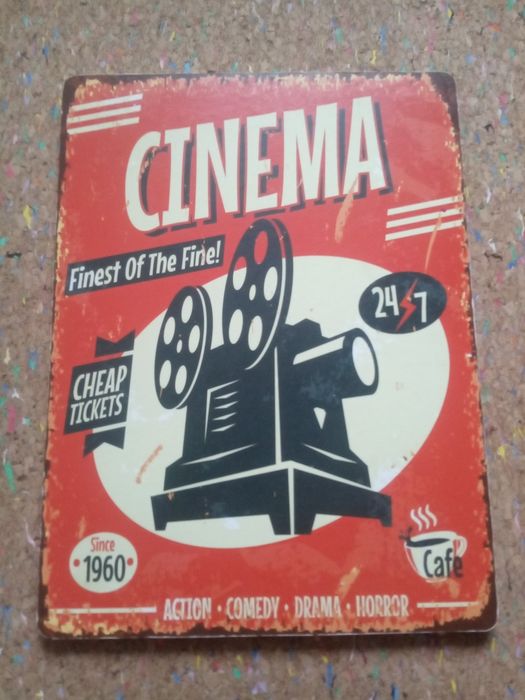 CINEMA
Finest Of The Fine!
24 7
CHEAP
TICKETS
Since
1960
Cafe
ACTION · COMEDY · DRAMA · HORROR